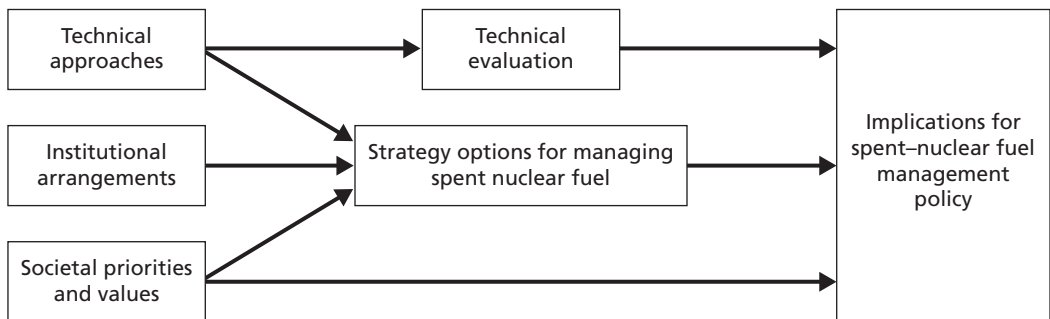 Technical
approaches
Technical
evaluation
Institutional
arrangements
Strategy options for managing
spent nuclear fuel
Societal priorities
and values
Implications for
spent–nuclear fuel
management
policy